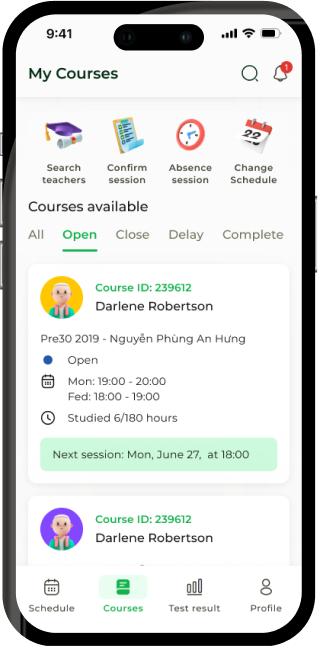 9:41
My Courses
1
Search teachers
Confirm session
Absence session
22
Change Schedule
Courses available
All Open Close Delay Complete
Course ID: 239612
Darlene Robertson
Pre30 2019 - Nguyễn Phùng An Hưng
Open
Mon: 19:00 - 20:00
Fed: 18:00 - 19:00
Studied 6/180 hours
Next session: Mon, June 27, at 18:00
Course ID: 239612
Darlene Robertson
Schedule Courses Test result Profile